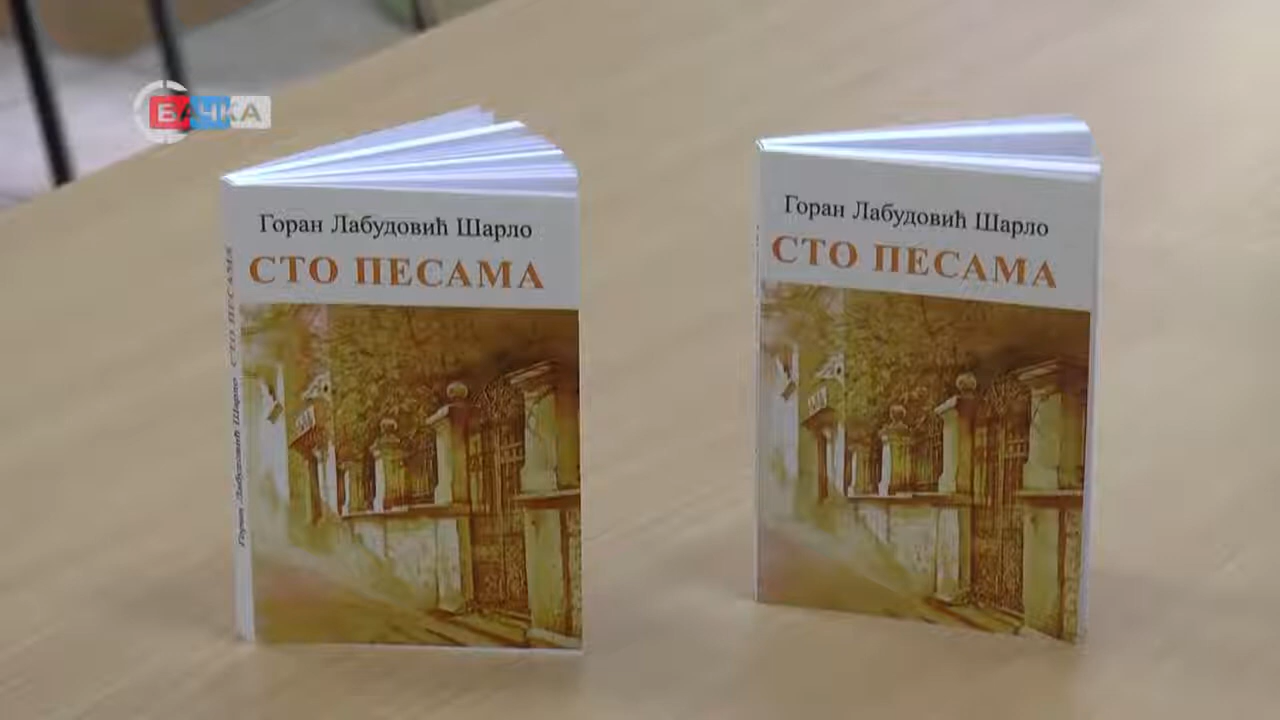 БАЧКА
Горан Лабудовић Шарло
СТО ПЕСАМА
Горан Лабудовић Шарло СТО ПЕСАМА
Горан Лабудовић Шарло
СТО ПЕСАМА